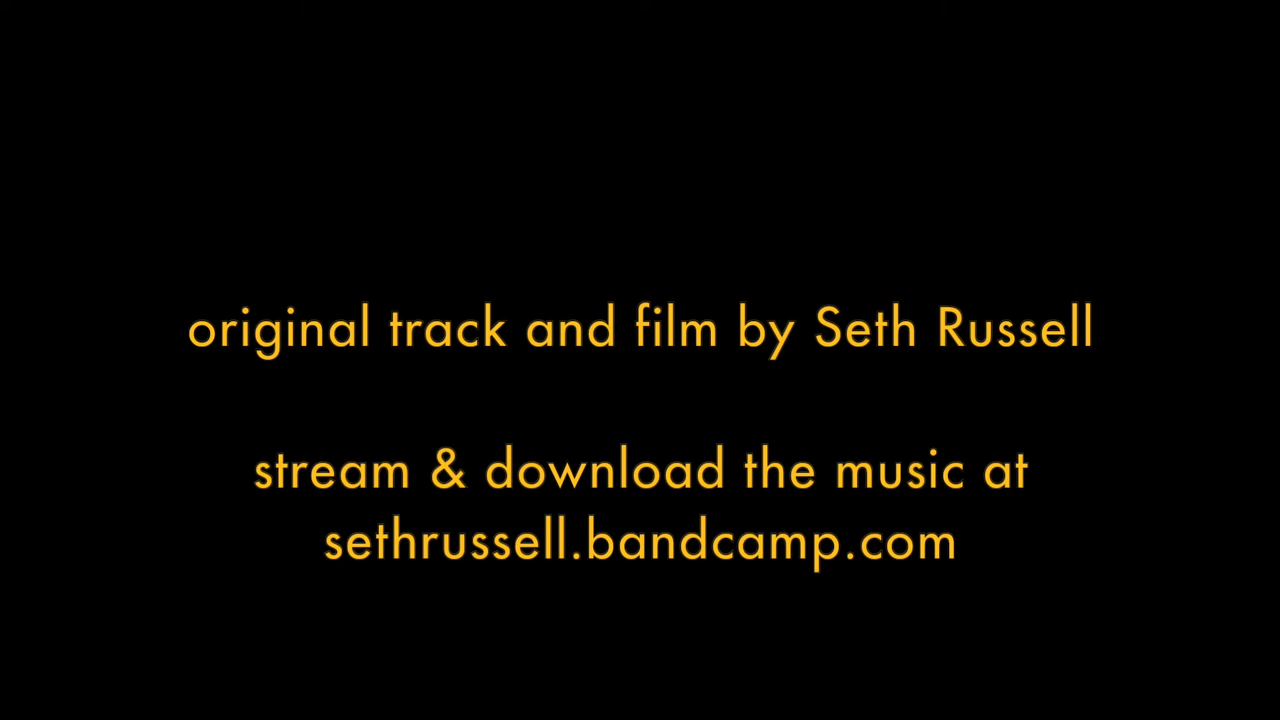 original track and film by Seth Russell
stream & download the music at
sethrussell.bandcamp.com